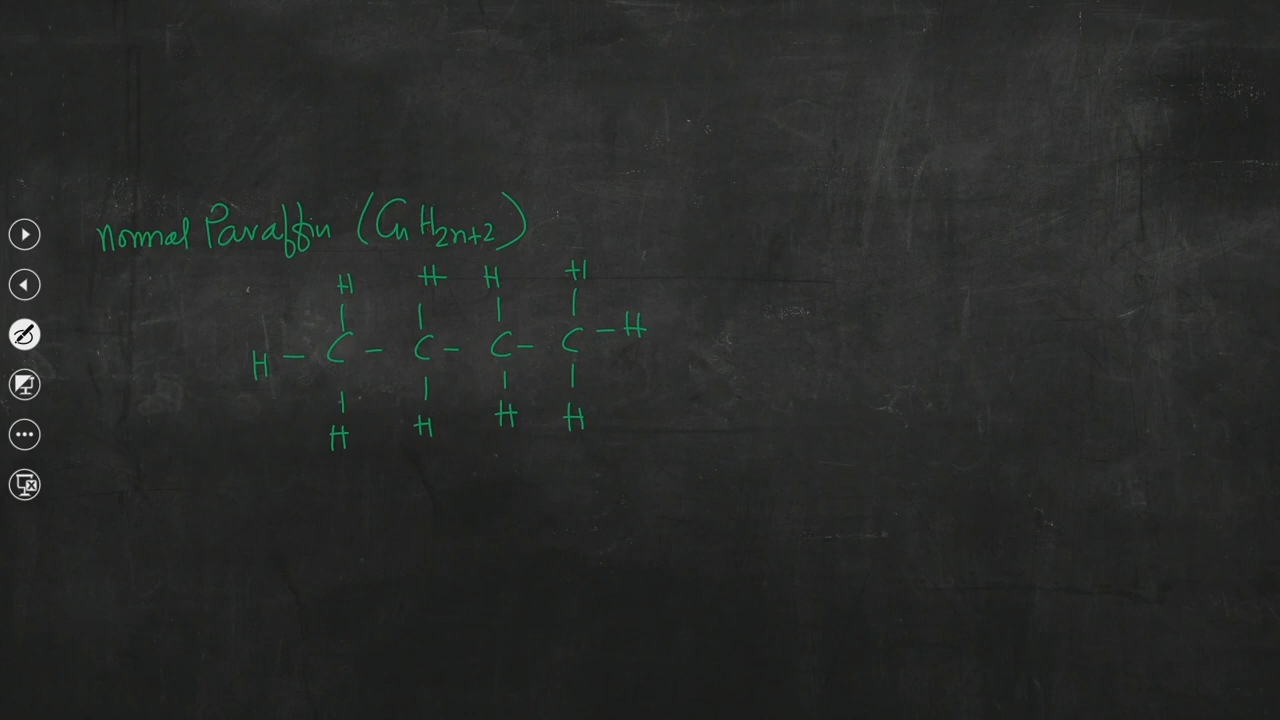 normal Paraffin (CnH2n+2)
H H H H
H - C - C - C - C - H
H H H H